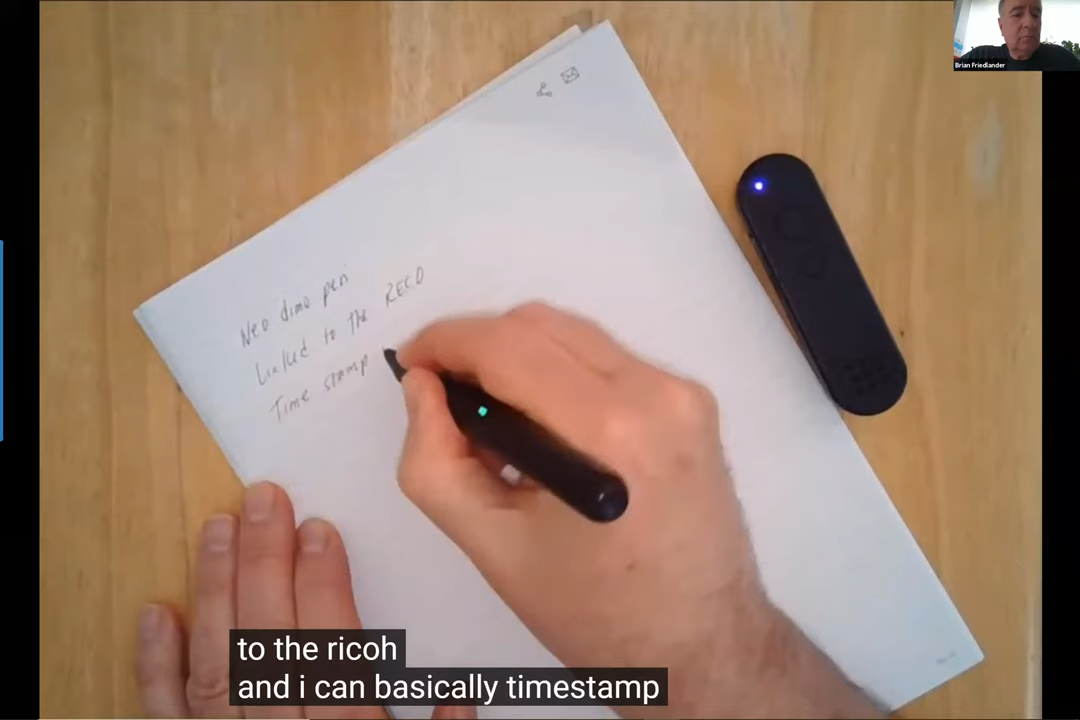 Brian Friedlander
Neo dimo pen
Linked to the RECO
Time stamp
to the ricoh
and i can basically timestamp